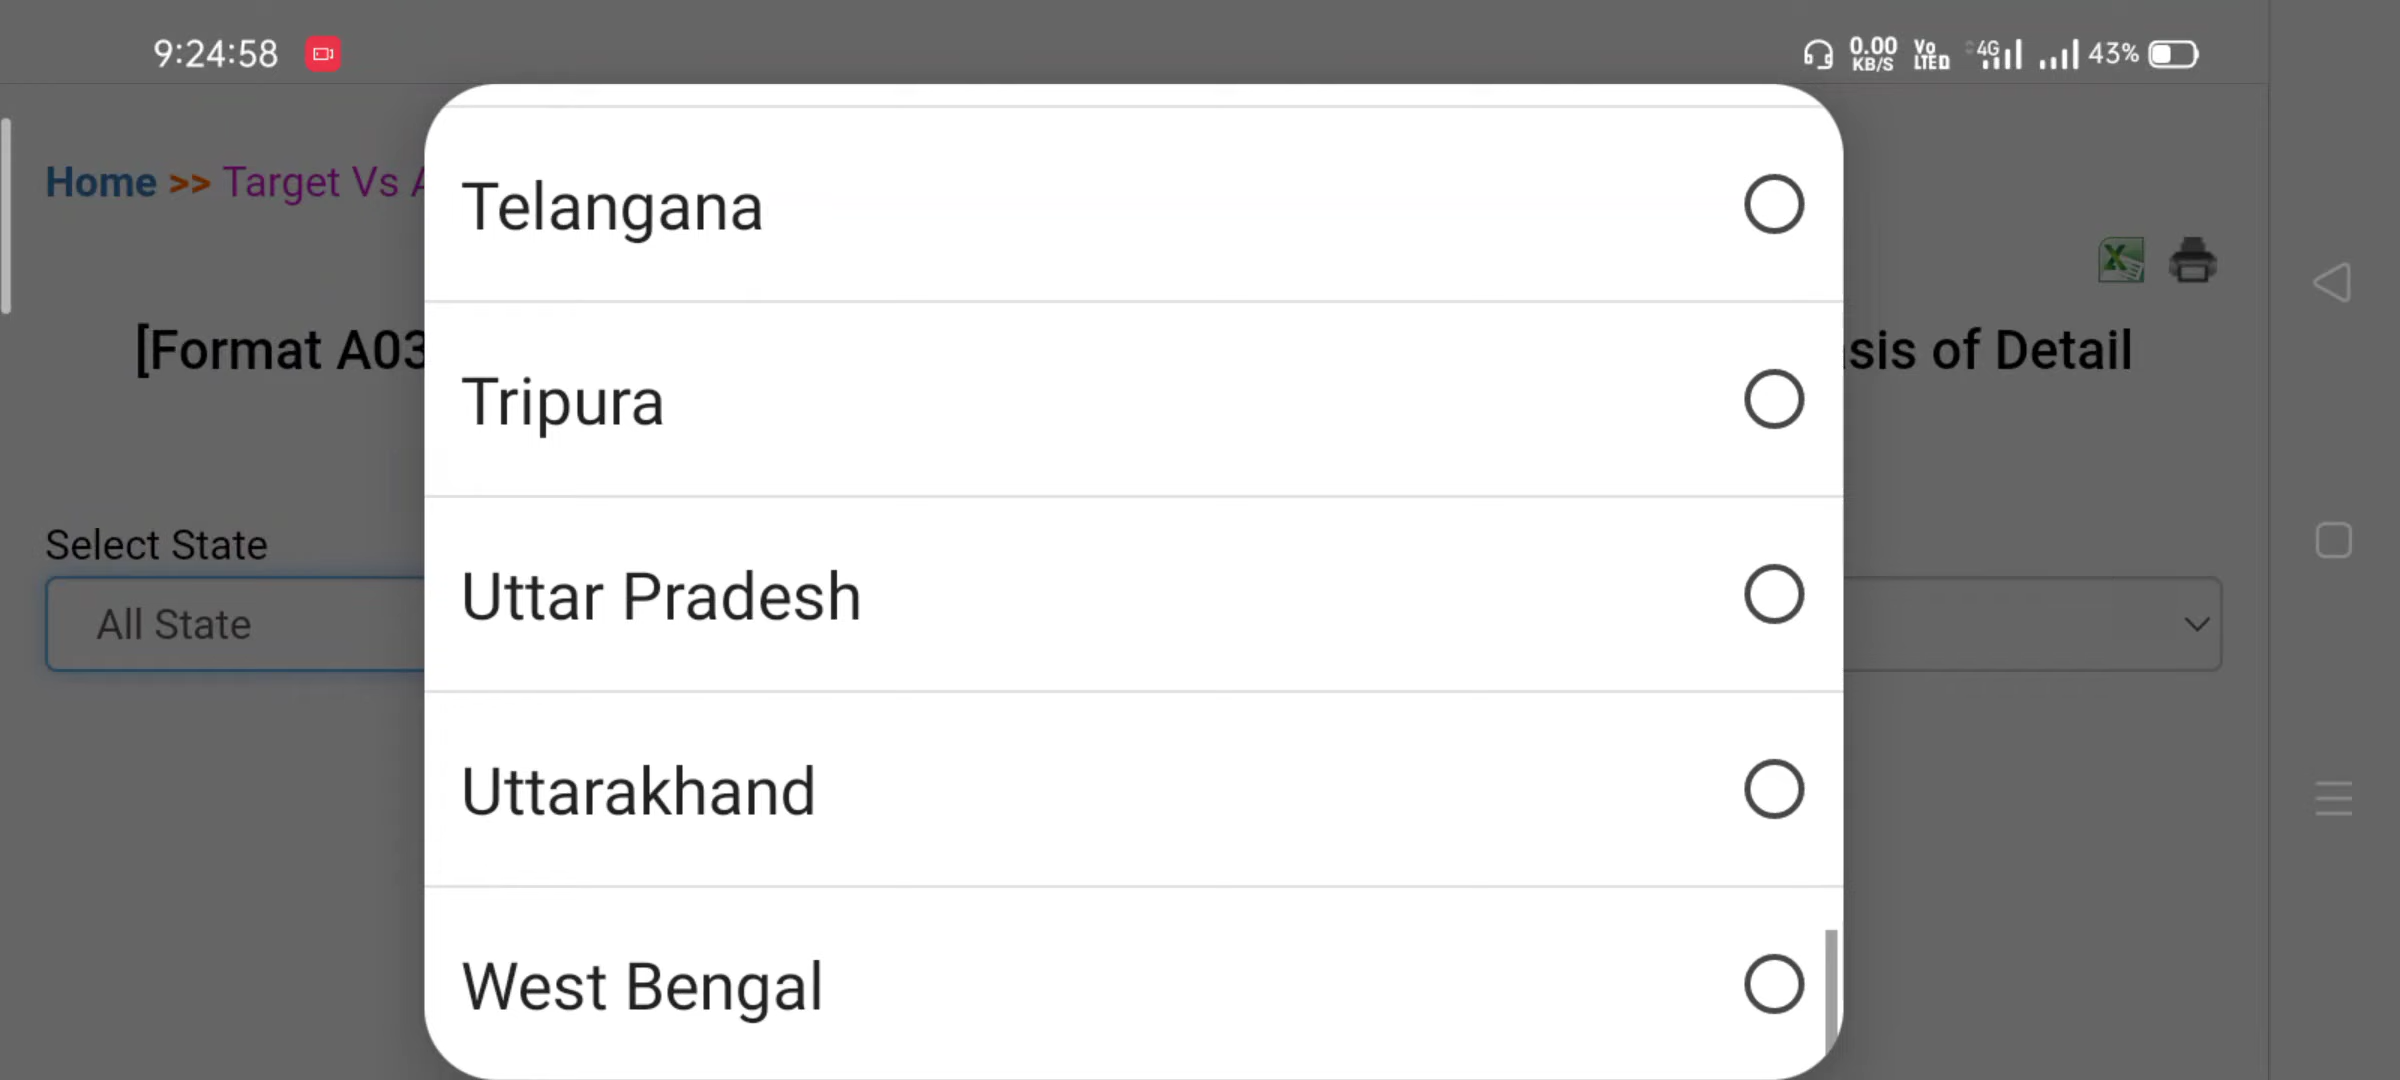 9:24:58
0.00 KB/S
Vo LTE
4G
43%
Home >> Target Vs A
[Format A03
sis of Detail
Select State
All State
Telangana
Tripura
Uttar Pradesh
Uttarakhand
West Bengal